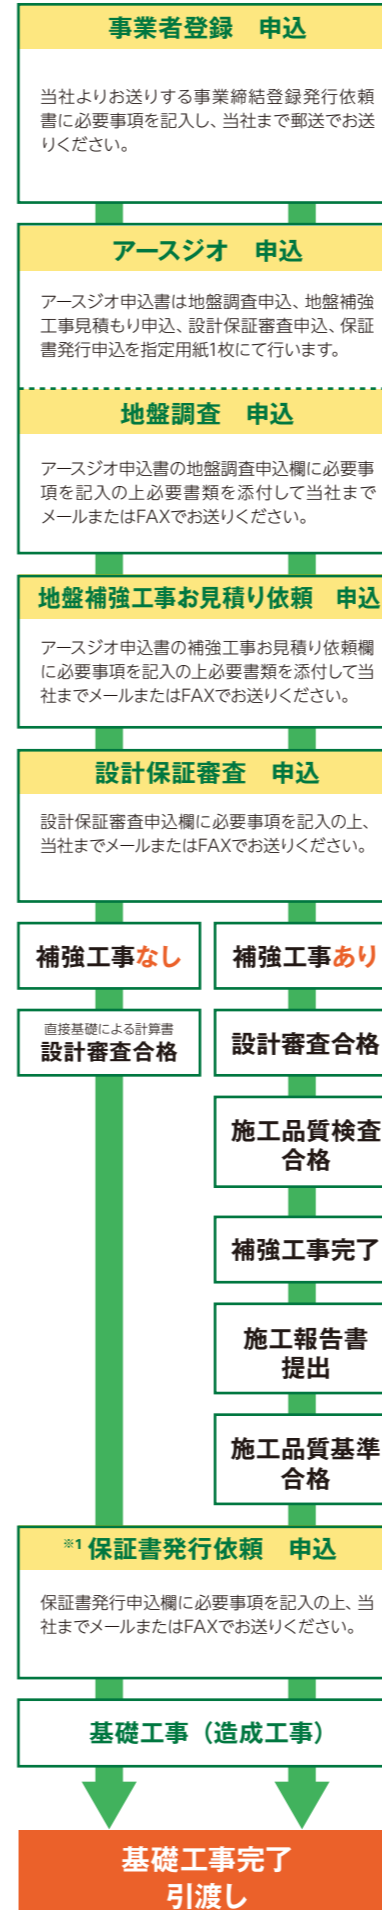 事業者登録　申込
当社よりお送りする事業締結登録発行依頼
書に必要事項を記入し、当社まで郵送でお送
りください。
アースジオ　申込
アースジオ申込書は地盤調査申込、地盤補強
工事見積もり申込、設計保証審査申込、保証
書発行申込を指定用紙1枚にて行います。
地盤調査　申込
アースジオ申込書の地盤調査申込欄に必要事
項を記入の上必要書類を添付して当社まで
メールまたはFAXでお送りください。
地盤補強工事お見積り依頼　申込
アースジオ申込書の補強工事お見積り依頼欄
に必要事項を記入の上必要書類を添付して当
社までメールまたはFAXでお送りください。
設計保証審査　申込
設計保証審査申込欄に必要事項を記入の上、
当社までメールまたはFAXでお送りください。
補強工事なし
直接基礎による計算書
設計審査合格
補強工事あり
設計審査合格
施工品質検査
合格
補強工事完了
施工報告書
提出
施工品質基準
合格
※1 保証書発行依頼　申込
保証書発行申込欄に必要事項を記入の上、当
社までメールまたはFAXでお送りください。
基礎工事（造成工事）
基礎工事完了
引渡し